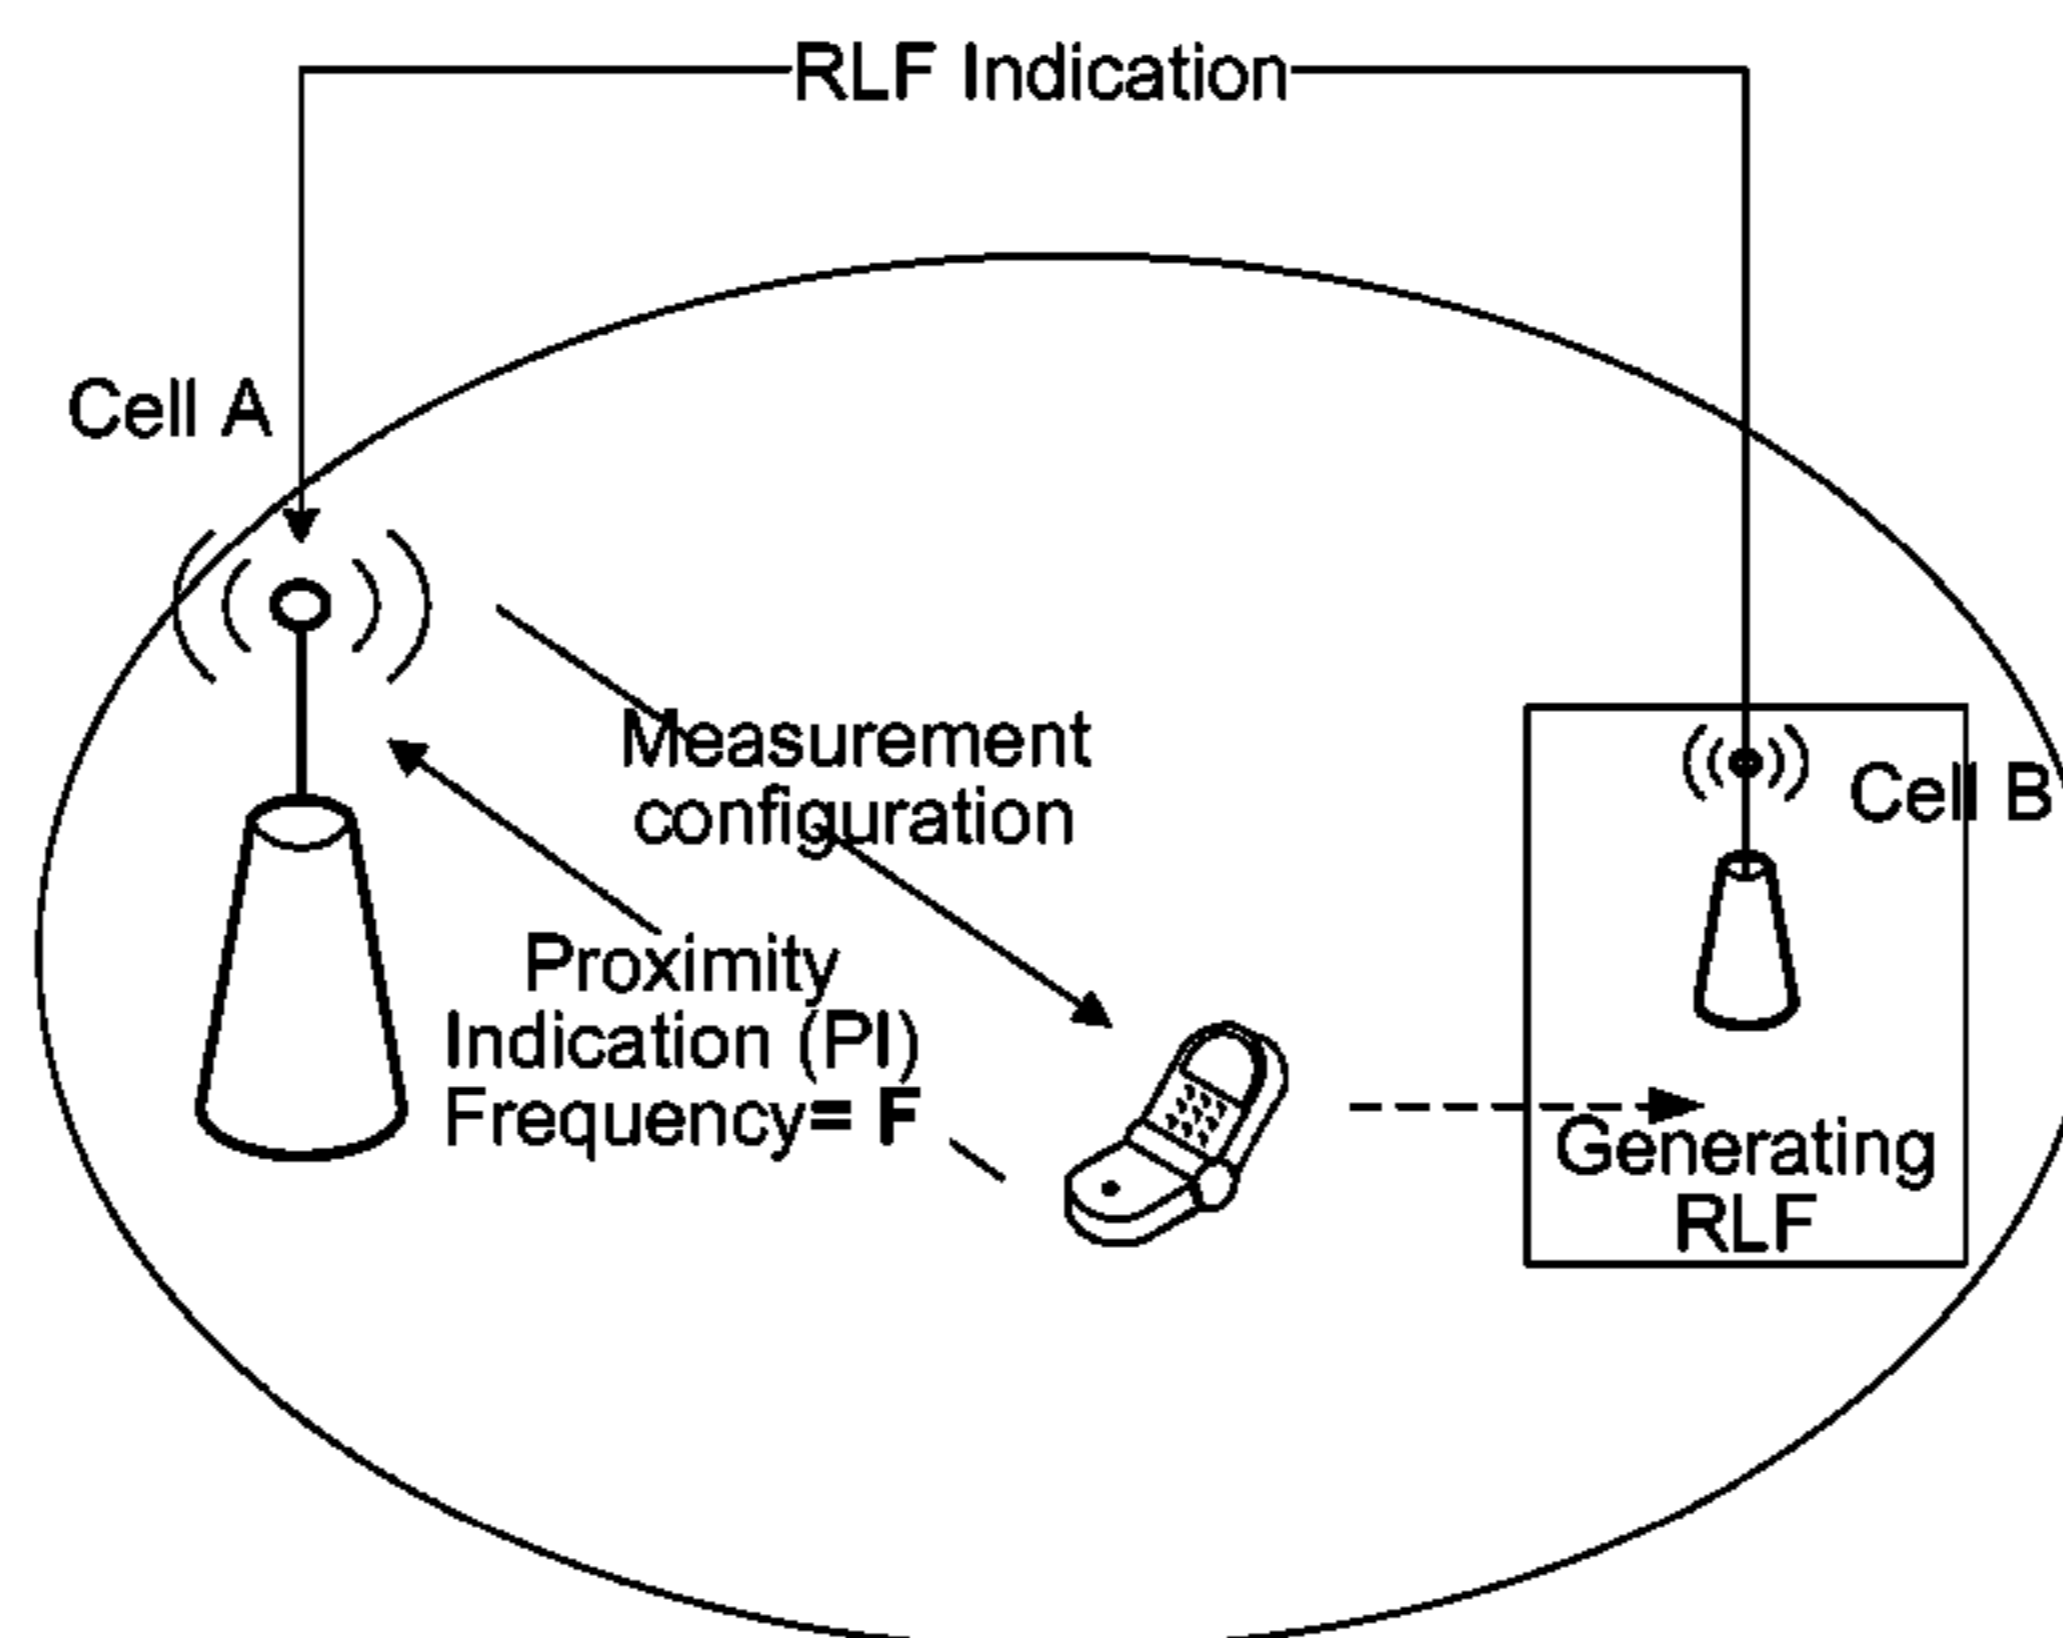 RLF Indication
Cell A
Measurement
configuration
Cell B
Proximity
Indication (PI)
Frequency= F
Generating
RLF